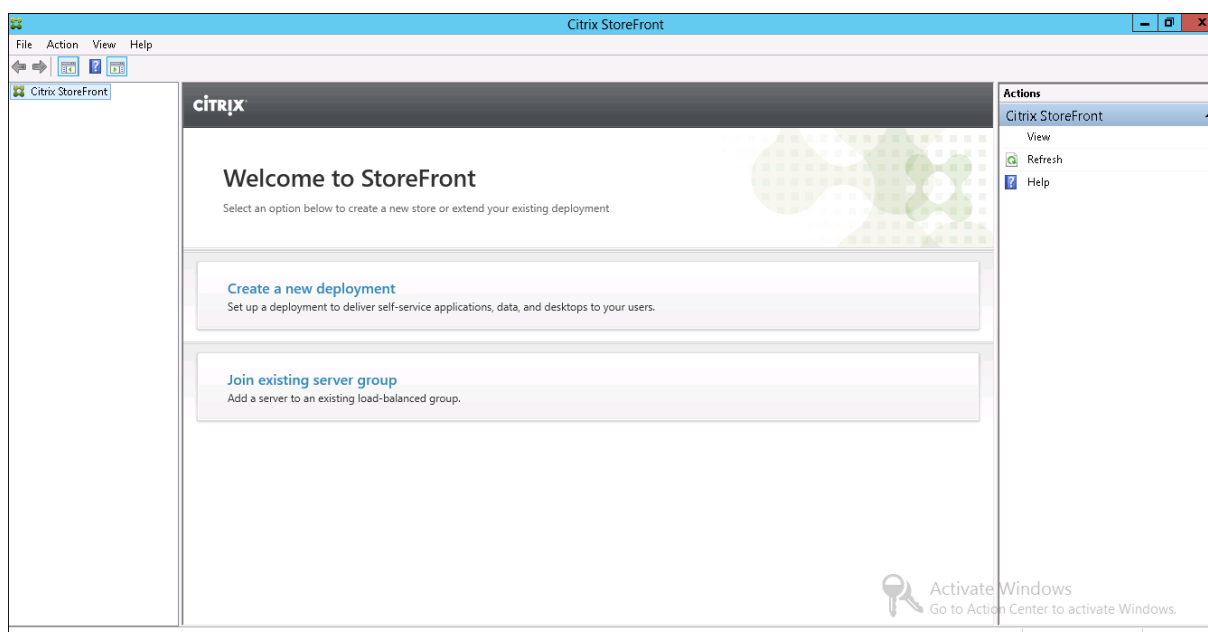 Citrix StoreFront
File Action View Help
Citrix StoreFront
CİTRIX
Welcome to StoreFront
Select an option below to create a new store or extend your existing deployment
Create a new deployment
Set up a deployment to deliver self-service applications, data, and desktops to your users.
Join existing server group
Add a server to an existing load-balanced group.
Actions
Citrix StoreFront
View
Refresh
Help
Activate Windows
Go to Action Center to activate Windows.